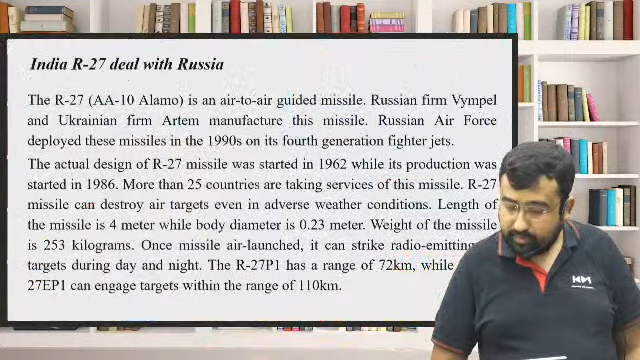 India R-27 deal with Russia
The R-27 (AA-10 Alamo) is an air-to-air guided missile. Russian firm Vympel
and Ukrainian firm Artem manufacture this missile. Russian Air Force
deployed these missiles in the 1990s on its fourth generation fighter jets.
The actual design of R-27 missile was started in 1962 while its production was
started in 1986. More than 25 countries are taking services of this missile. R-27
missile can destroy air targets even in adverse weather conditions. Length of
the missile is 4 meter while body diameter is 0.23 meter. Weight of the missile
is 253 kilograms. Once missile air-launched, it can strike radio-emitting
targets during day and night. The R-27P1 has a range of 72km, while
27EP1 can engage targets within the range of 110km.